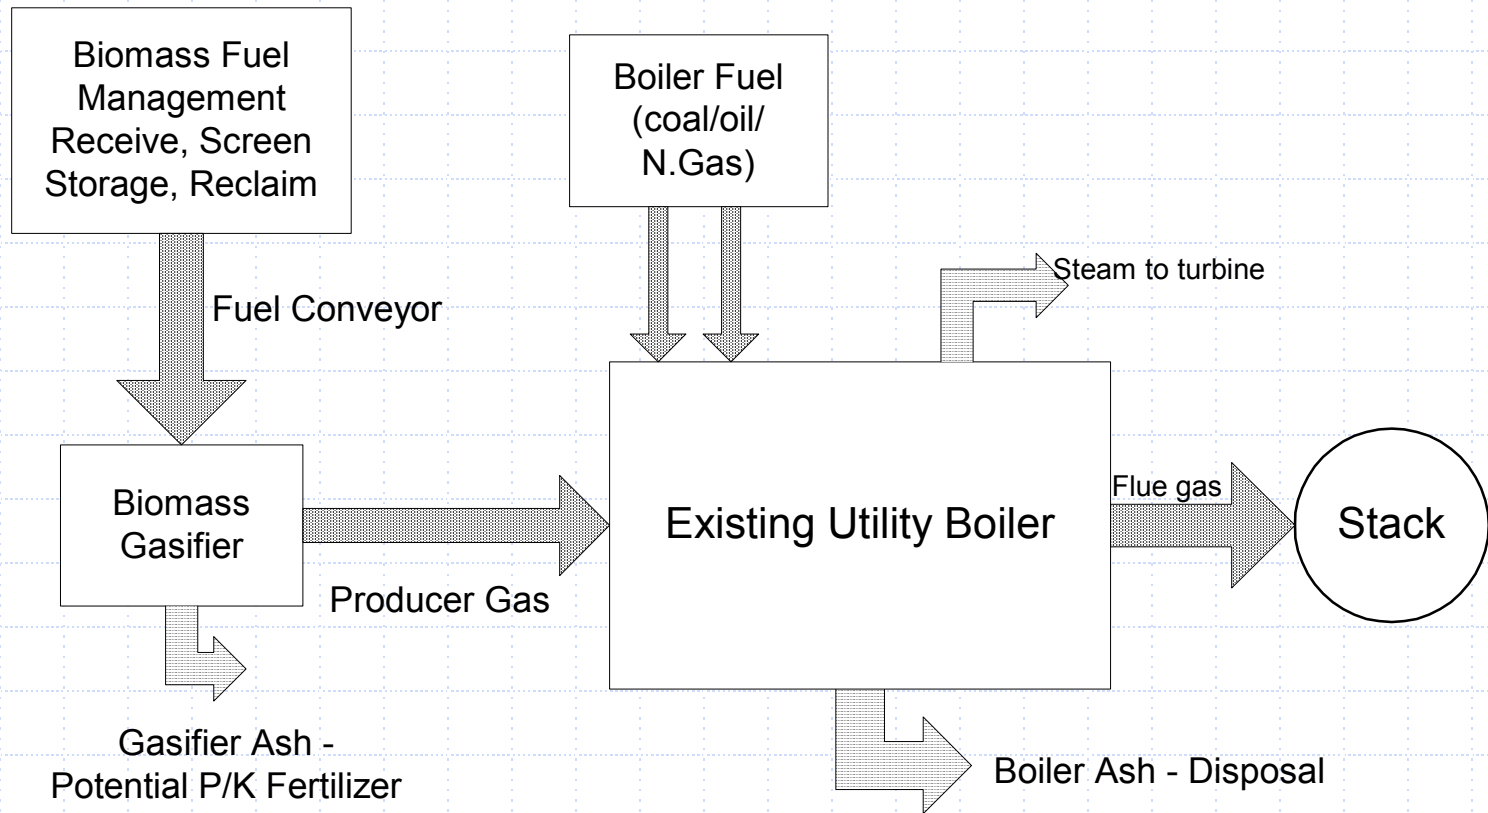 Biomass Fuel
Management
Receive, Screen
Storage, Reclaim
Boiler Fuel
(coal/oil/
N.Gas)
Steam to turbine
Fuel Conveyor
Biomass
Gasifier
Producer Gas
Existing Utility Boiler
Flue gas
Stack
Gasifier Ash -
Potential P/K Fertilizer
Boiler Ash - Disposal